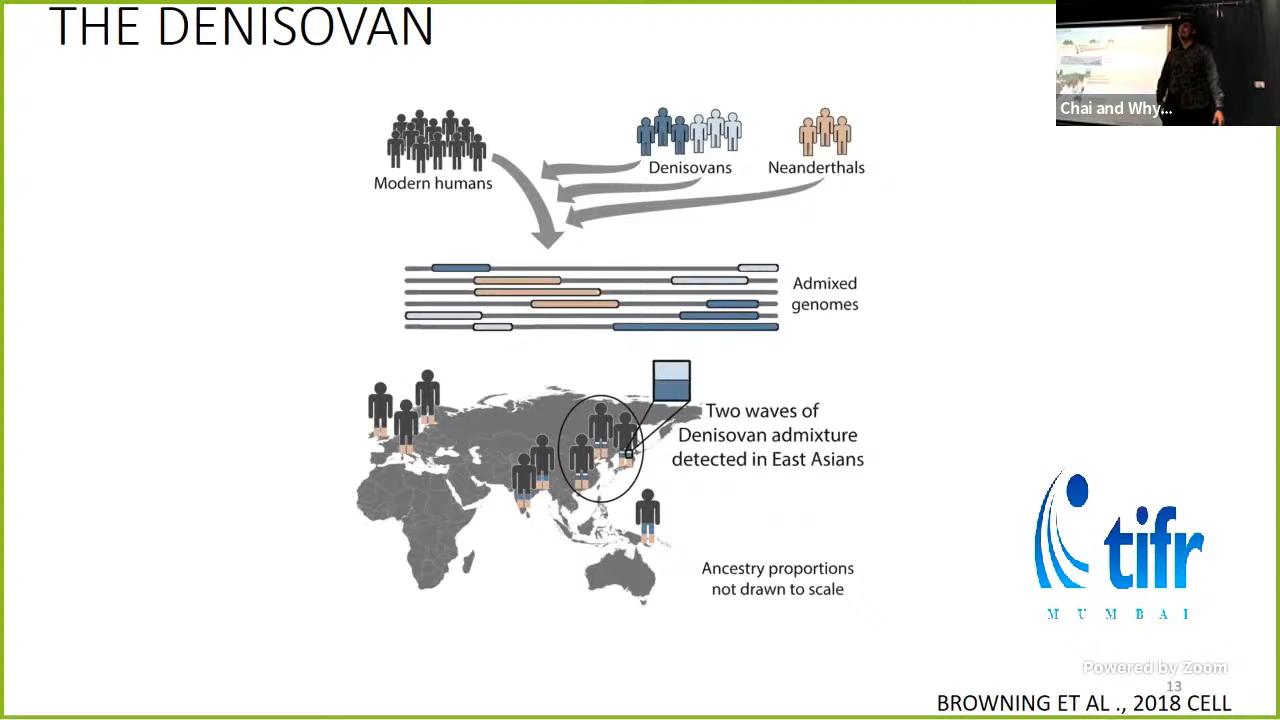 THE DENISOVAN
Chai and Why...
Modern humans
Denisovans
Neanderthals
Admixed
genomes
Two waves of
Denisovan admixture
detected in East Asians
Ancestry proportions
not drawn to scale
tifr
MUMBAI
Powered by Zoom
13
BROWNING ET AL ., 2018 CELL